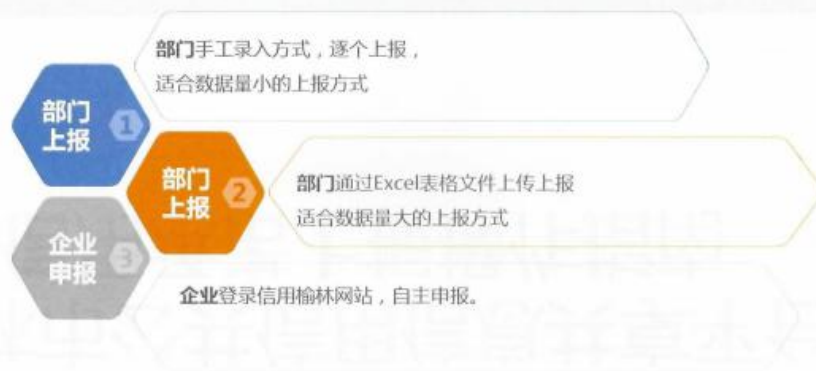 部门手工录入方式，逐个上报，
适合数据量小的上报方式
部门
上报
1
部门
上报
2
部门通过Excel表格文件上传上报
适合数据量大的上报方式
企业
申报
3
企业登录信用榆林网站，自主申报。